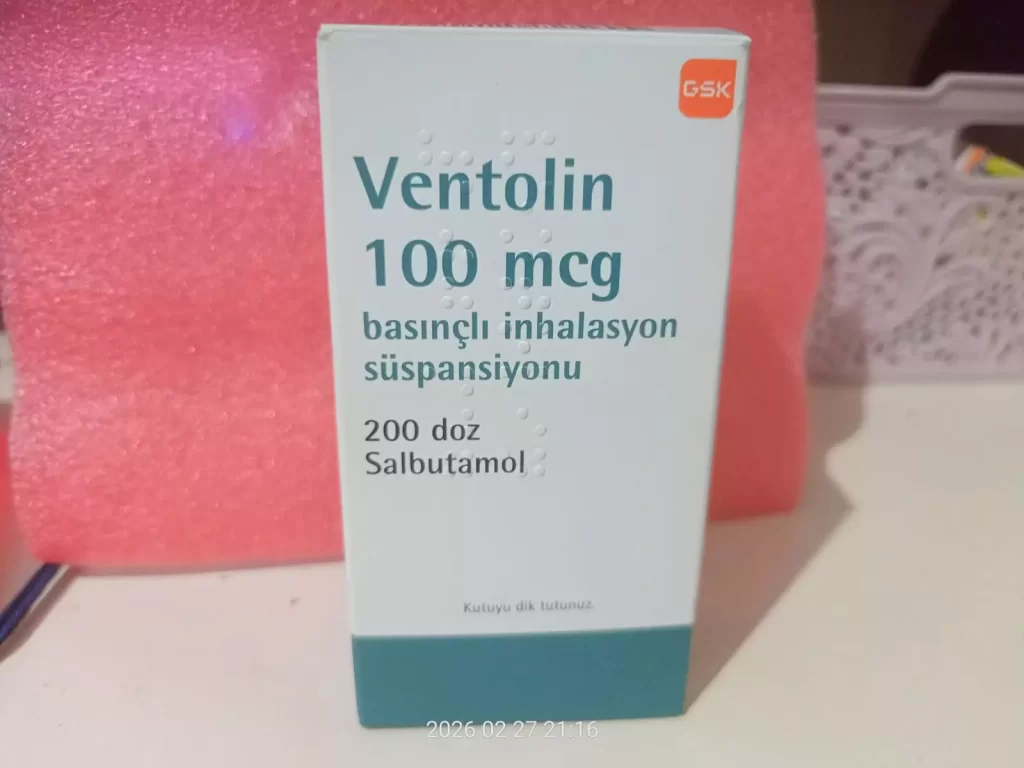 GSK
Ventolin
100 mcg
basınçlı inhalasyon
süspansiyonu
200 doz
Salbutamol
Kutuyu dik tutunuz.
2026 02 27 21:16